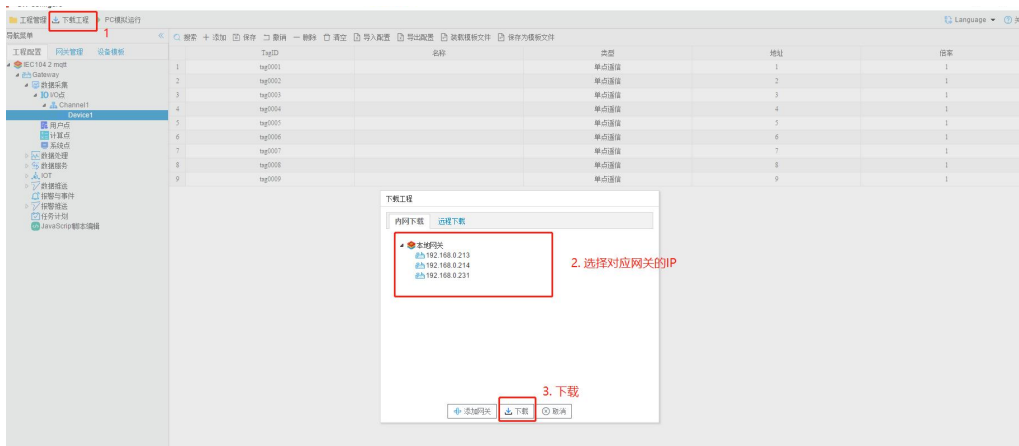 工程管理 下载工程 PC模拟运行 Language
1
导航菜单 « 搜索 添加 保存 撤消 删除 清空 导入配置 导出配置 装载模板文件 保存为模板文件
工程配置 网关管理 设备模板
TagID 名称 类型 地址 倍率
1 tag0001 单点遥信 1 1
2 tag0002 单点遥信 2 1
3 tag0003 单点遥信 3 1
4 tag0004 单点遥信 4 1
5 tag0005 单点遥信 5 1
6 tag0006 单点遥信 6 1
7 tag0007 单点遥信 7 1
8 tag0008 单点遥信 8 1
9 tag0009 单点遥信 9 1
IEC104 2 mqtt
Gateway
数据采集
IO I/O点
Channel1
Device1
用户点
计算点
系统点
数据处理
数据服务
IOT
数据推送
报警与事件
报警推送
任务计划
JavaScript脚本编辑
下载工程
内网下载 远程下载
本地网关
192.168.0.213
192.168.0.214
192.168.0.231
2. 选择对应网关的IP
3. 下载
添加网关 下载 取消